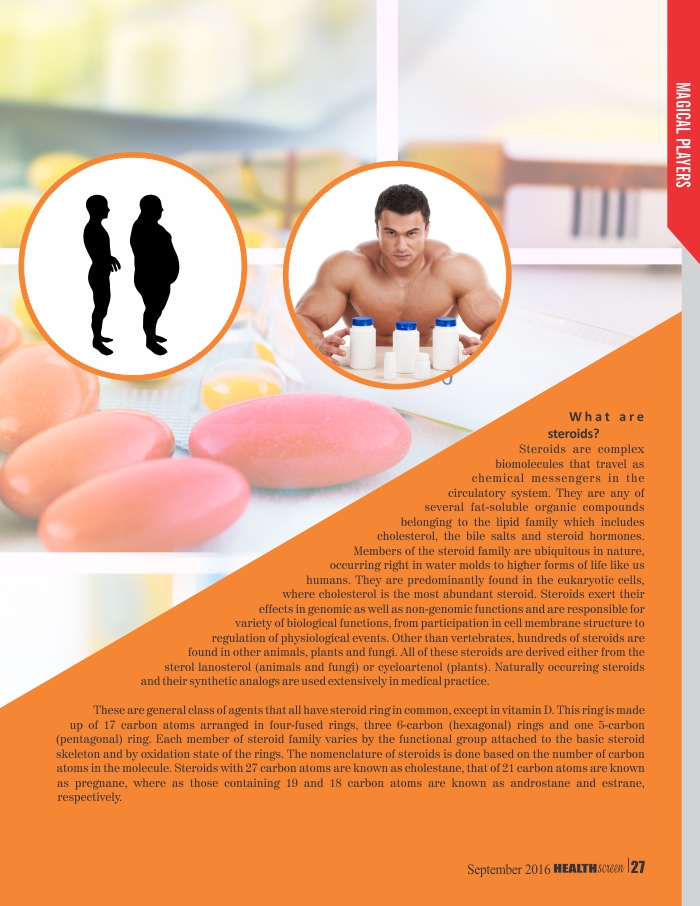 MAGICAL PLAYERS
What are
steroids?
Steroids are complex
biomolecules that travel as
chemical messengers in the
circulatory system. They are any of
several fat-soluble organic compounds
belonging to the lipid family which includes
cholesterol, the bile salts and steroid hormones.
Members of the steroid family are ubiquitous in nature,
occurring right in water molds to higher forms of life like us
humans. They are predominantly found in the eukaryotic cells,
where cholesterol is the most abundant steroid. Steroids exert their
effects in genomic as well as non-genomic functions and are responsible for
variety of biological functions, from participation in cell membrane structure to
regulation of physiological events. Other than vertebrates, hundreds of steroids are
found in other animals, plants and fungi. All of these steroids are derived either from the
sterol lanosterol (animals and fungi) or cycloartenol (plants). Naturally occurring steroids
and their synthetic analogs are used extensively in medical practice.
These are general class of agents that all have steroid ring in common, except in vitamin D. This ring is made
up of 17 carbon atoms arranged in four-fused rings, three 6-carbon (hexagonal) rings and one 5-carbon
(pentagonal) ring. Each member of steroid family varies by the functional group attached to the basic steroid
skeleton and by oxidation state of the rings. The nomenclature of steroids is done based on the number of carbon
atoms in the molecule. Steroids with 27 carbon atoms are known as cholestane, that of 21 carbon atoms are known
as pregnane, where as those containing 19 and 18 carbon atoms are known as androstane and estrane,
respectively.
September 2016 HEALTHscreen |27